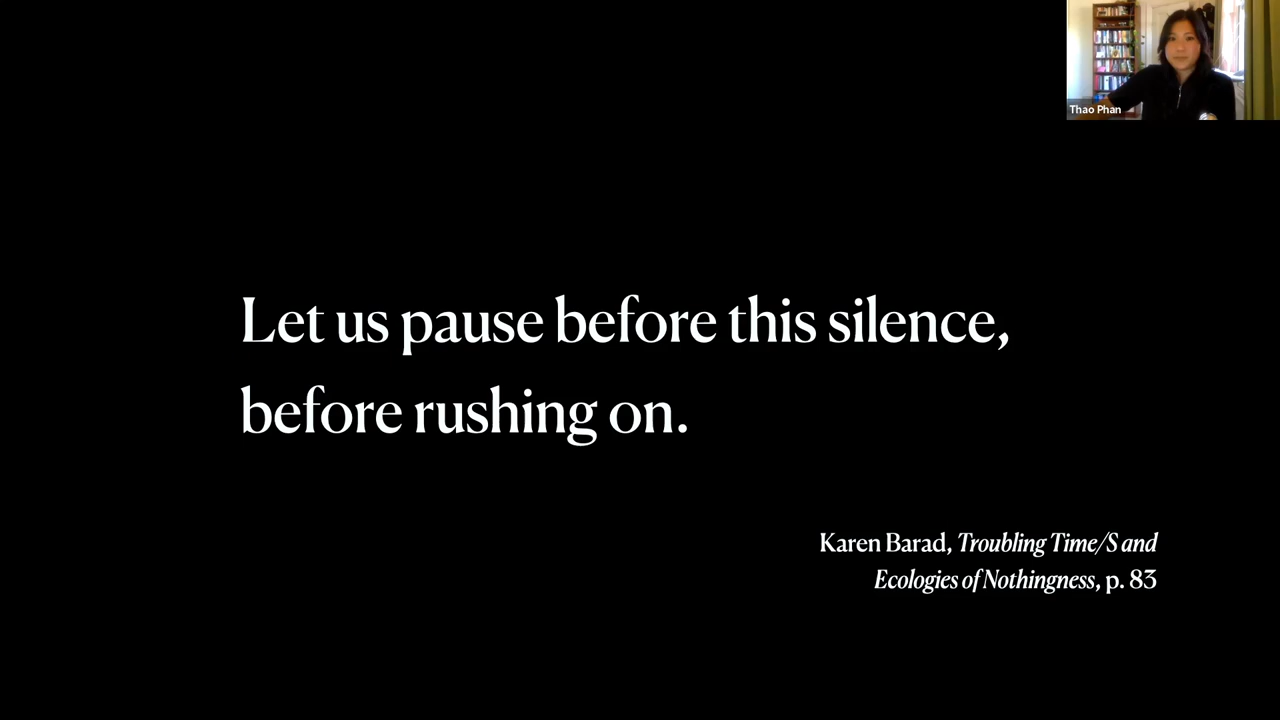 Thao Phan
Let us pause before this silence,
before rushing on.
Karen Barad, Troubling Time/S and
Ecologies of Nothingness, p. 83